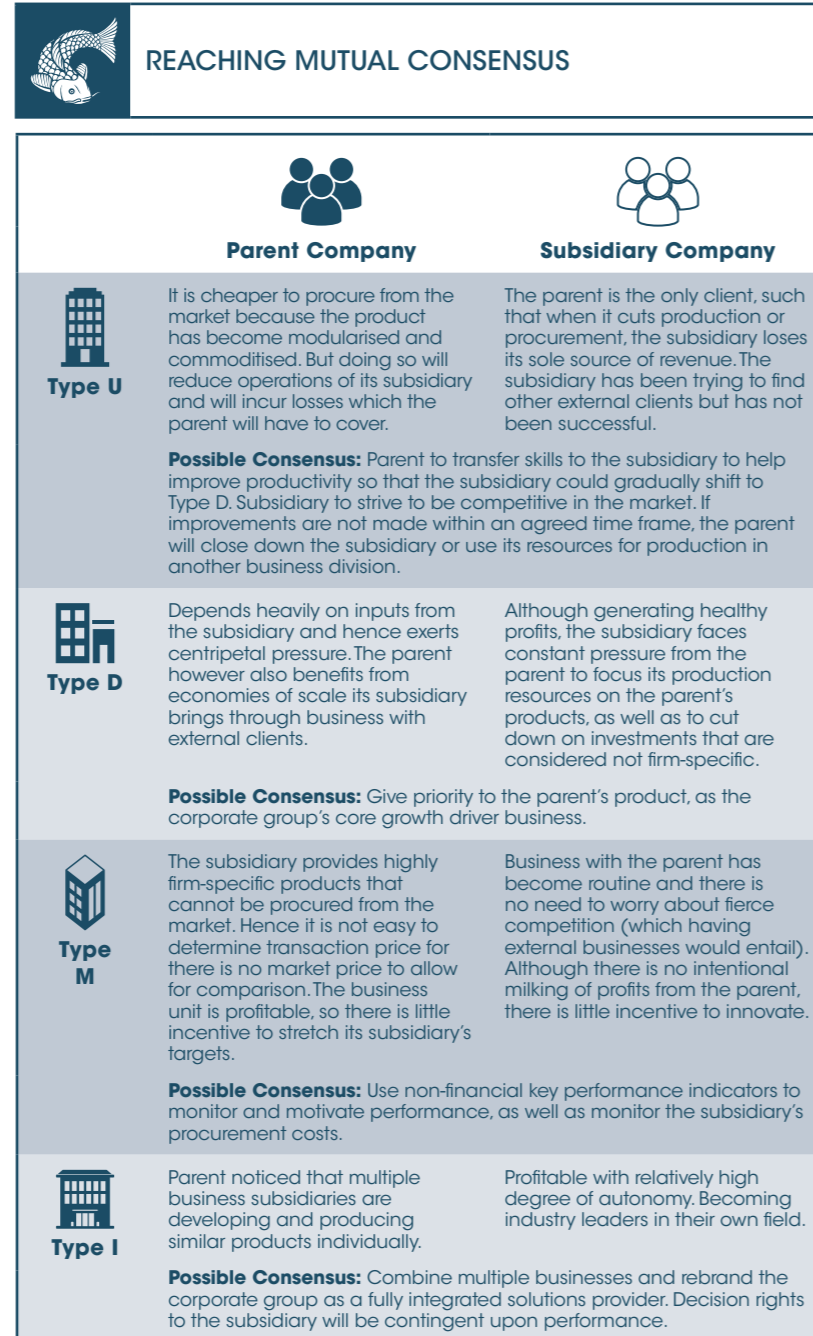 REACHING MUTUAL CONSENSUS
Parent Company
Subsidiary Company
Type U
It is cheaper to procure from the
market because the product
has become modularised and
commoditised. But doing so will
reduce operations of its subsidiary
and will incur losses which the
parent will have to cover.
The parent is the only client, such
that when it cuts production or
procurement, the subsidiary loses
its sole source of revenue. The
subsidiary has been trying to find
other external clients but has not
been successful.
Possible Consensus: Parent to transfer skills to the subsidiary to help
improve productivity so that the subsidiary could gradually shift to
Type D. Subsidiary to strive to be competitive in the market. If
improvements are not made within an agreed time frame, the parent
will close down the subsidiary or use its resources for production in
another business division.
Type D
Depends heavily on inputs from
the subsidiary and hence exerts
centripetal pressure. The parent
however also benefits from
economies of scale its subsidiary
brings through business with
external clients.
Although generating healthy
profits, the subsidiary faces
constant pressure from the
parent to focus its production
resources on the parent's
products, as well as to cut
down on investments that are
considered not firm-specific.
Possible Consensus: Give priority to the parent's product, as the
corporate group's core growth driver business.
Type
M
The subsidiary provides highly
firm-specific products that
cannot be procured from the
market. Hence it is not easy to
determine transaction price for
there is no market price to allow
for comparison. The business
unit is profitable, so there is little
incentive to stretch its subsidiary's
targets.
Business with the parent has
become routine and there is
no need to worry about fierce
competition (which having
external businesses would entail).
Although there is no intentional
milking of profits from the parent,
there is little incentive to innovate.
Possible Consensus: Use non-financial key performance indicators to
monitor and motivate performance, as well as monitor the subsidiary's
procurement costs.
Type I
Parent noticed that multiple
business subsidiaries are
developing and producing
similar products individually.
Profitable with relatively high
degree of autonomy. Becoming
industry leaders in their own field.
Possible Consensus: Combine multiple businesses and rebrand the
corporate group as a fully integrated solutions provider. Decision rights
to the subsidiary will be contingent upon performance.